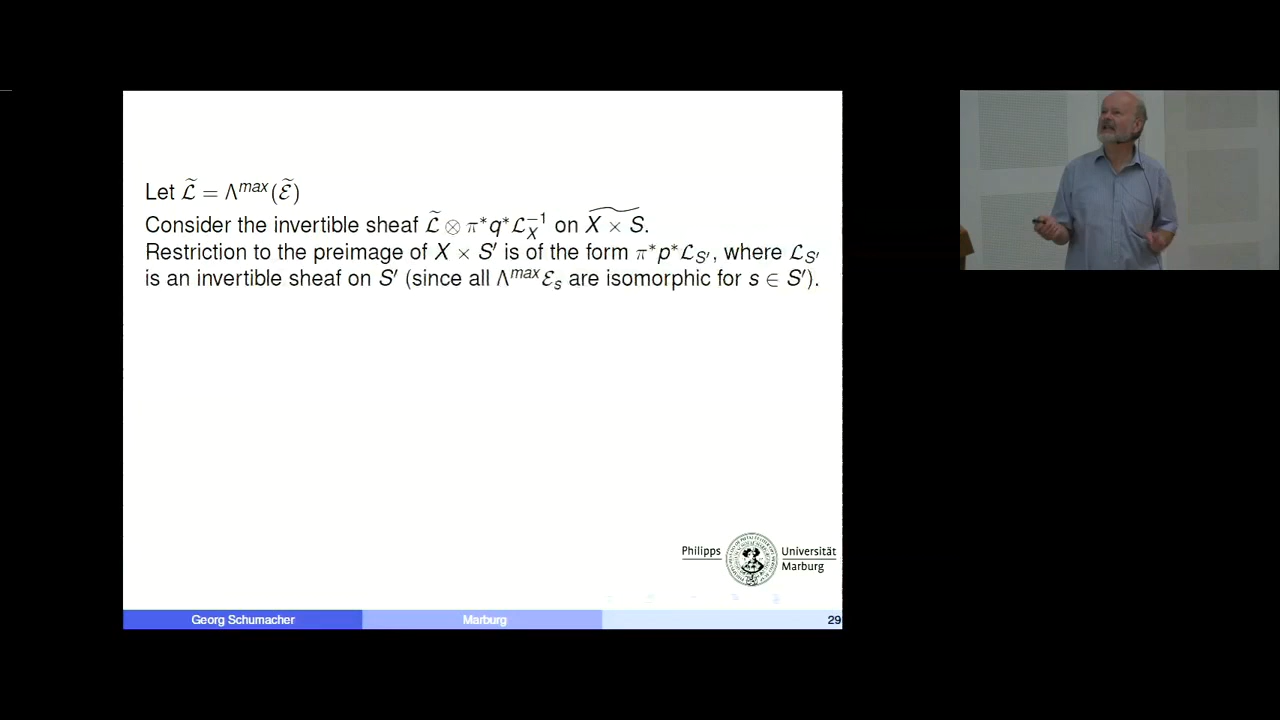 Let $\widetilde{\mathcal{L}} = \Lambda^{max}(\widetilde{\mathcal{E}})$
Consider the invertible sheaf $\widetilde{\mathcal{L}} \otimes \pi^* q^* \mathcal{L}_X^{-1}$ on $\widetilde{X \times S}$.
Restriction to the preimage of $X \times S'$ is of the form $\pi^* p^* \mathcal{L}_{S'}$, where $\mathcal{L}_{S'}$
is an invertible sheaf on $S'$ (since all $\Lambda^{max}\mathcal{E}_s$ are isomorphic for $s \in S'$).
Philipps Universität
Marburg
Georg Schumacher Marburg 29